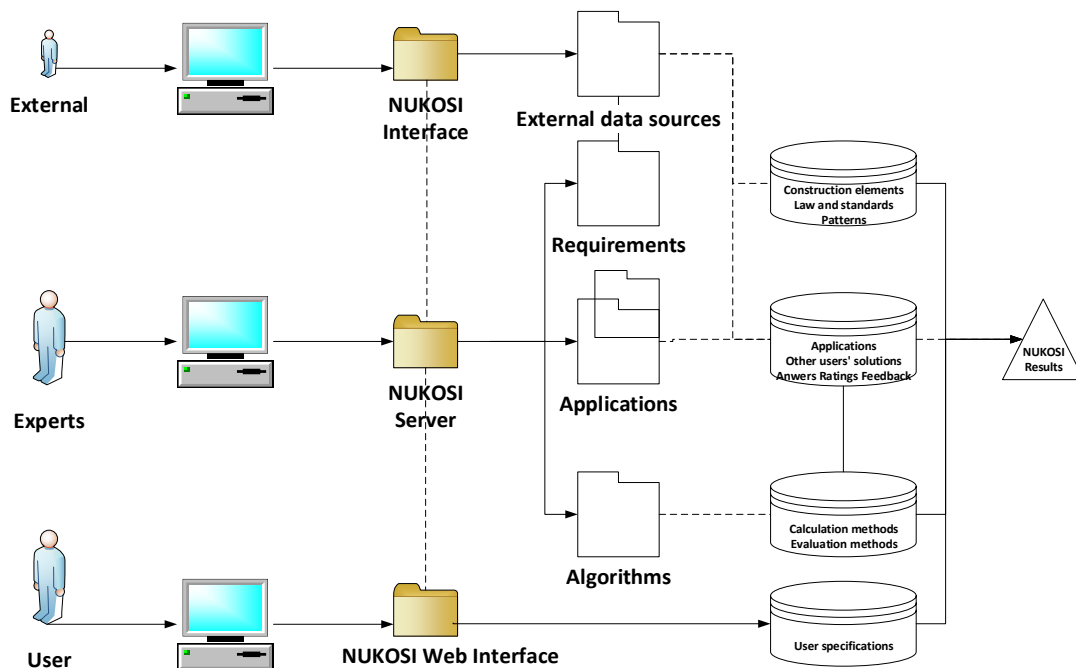 External
NUKOSI
Interface
External data sources
Construction elements
Law and standards
Patterns
Requirements
Experts
NUKOSI
Server
Applications
Applications
Other users' solutions
Anwers Ratings Feedback
NUKOSI
Results
Algorithms
Calculation methods
Evaluation methods
User
NUKOSI Web Interface
User specifications